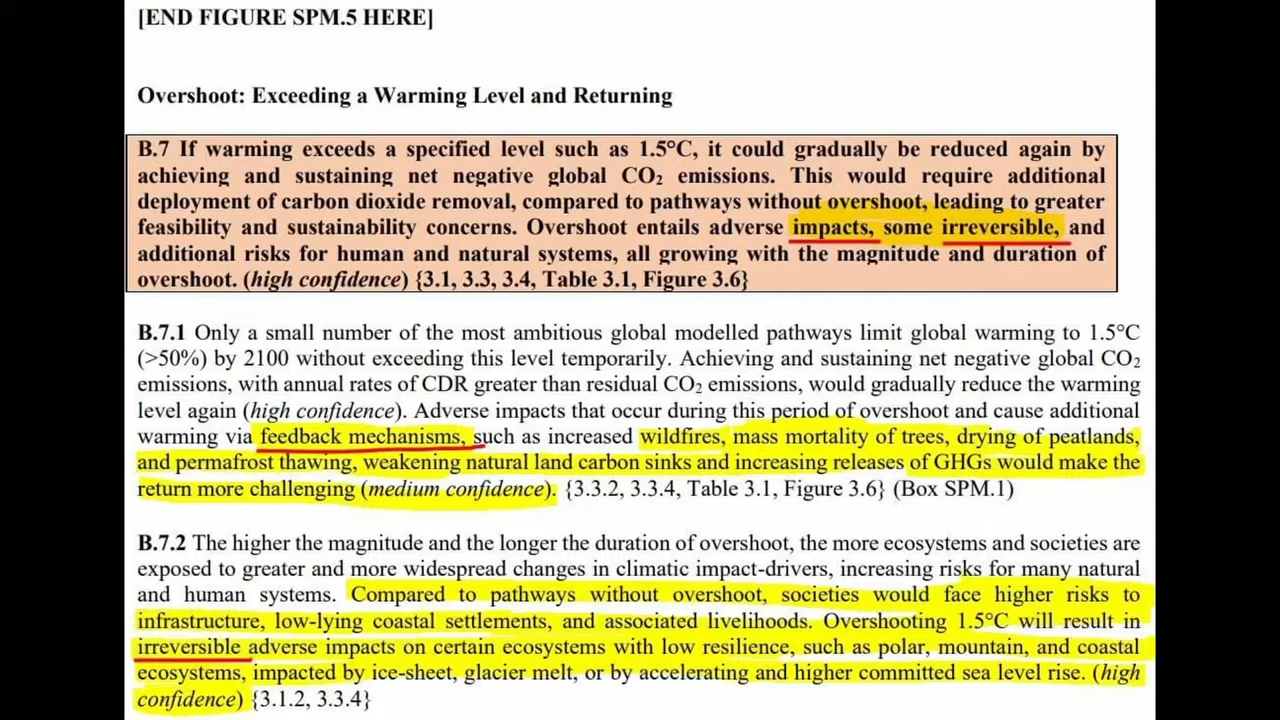 [END FIGURE SPM.5 HERE]
Overshoot: Exceeding a Warming Level and Returning
B.7 If warming exceeds a specified level such as 1.5°C, it could gradually be reduced again by
achieving and sustaining net negative global CO₂ emissions. This would require additional
deployment of carbon dioxide removal, compared to pathways without overshoot, leading to greater
feasibility and sustainability concerns. Overshoot entails adverse impacts, some irreversible, and
additional risks for human and natural systems, all growing with the magnitude and duration of
overshoot. (high confidence) {3.1, 3.3, 3.4, Table 3.1, Figure 3.6}
B.7.1 Only a small number of the most ambitious global modelled pathways limit global warming to 1.5°C
(>50%) by 2100 without exceeding this level temporarily. Achieving and sustaining net negative global CO₂
emissions, with annual rates of CDR greater than residual CO₂ emissions, would gradually reduce the warming
level again (high confidence). Adverse impacts that occur during this period of overshoot and cause additional
warming via feedback mechanisms, such as increased wildfires, mass mortality of trees, drying of peatlands,
and permafrost thawing, weakening natural land carbon sinks and increasing releases of GHGs would make the
return more challenging (medium confidence). {3.3.2, 3.3.4, Table 3.1, Figure 3.6} (Box SPM.1)
B.7.2 The higher the magnitude and the longer the duration of overshoot, the more ecosystems and societies are
exposed to greater and more widespread changes in climatic impact-drivers, increasing risks for many natural
and human systems. Compared to pathways without overshoot, societies would face higher risks to
infrastructure, low-lying coastal settlements, and associated livelihoods. Overshooting 1.5°C will result in
irreversible adverse impacts on certain ecosystems with low resilience, such as polar, mountain, and coastal
ecosystems, impacted by ice-sheet, glacier melt, or by accelerating and higher committed sea level rise. (high
confidence) {3.1.2, 3.3.4}